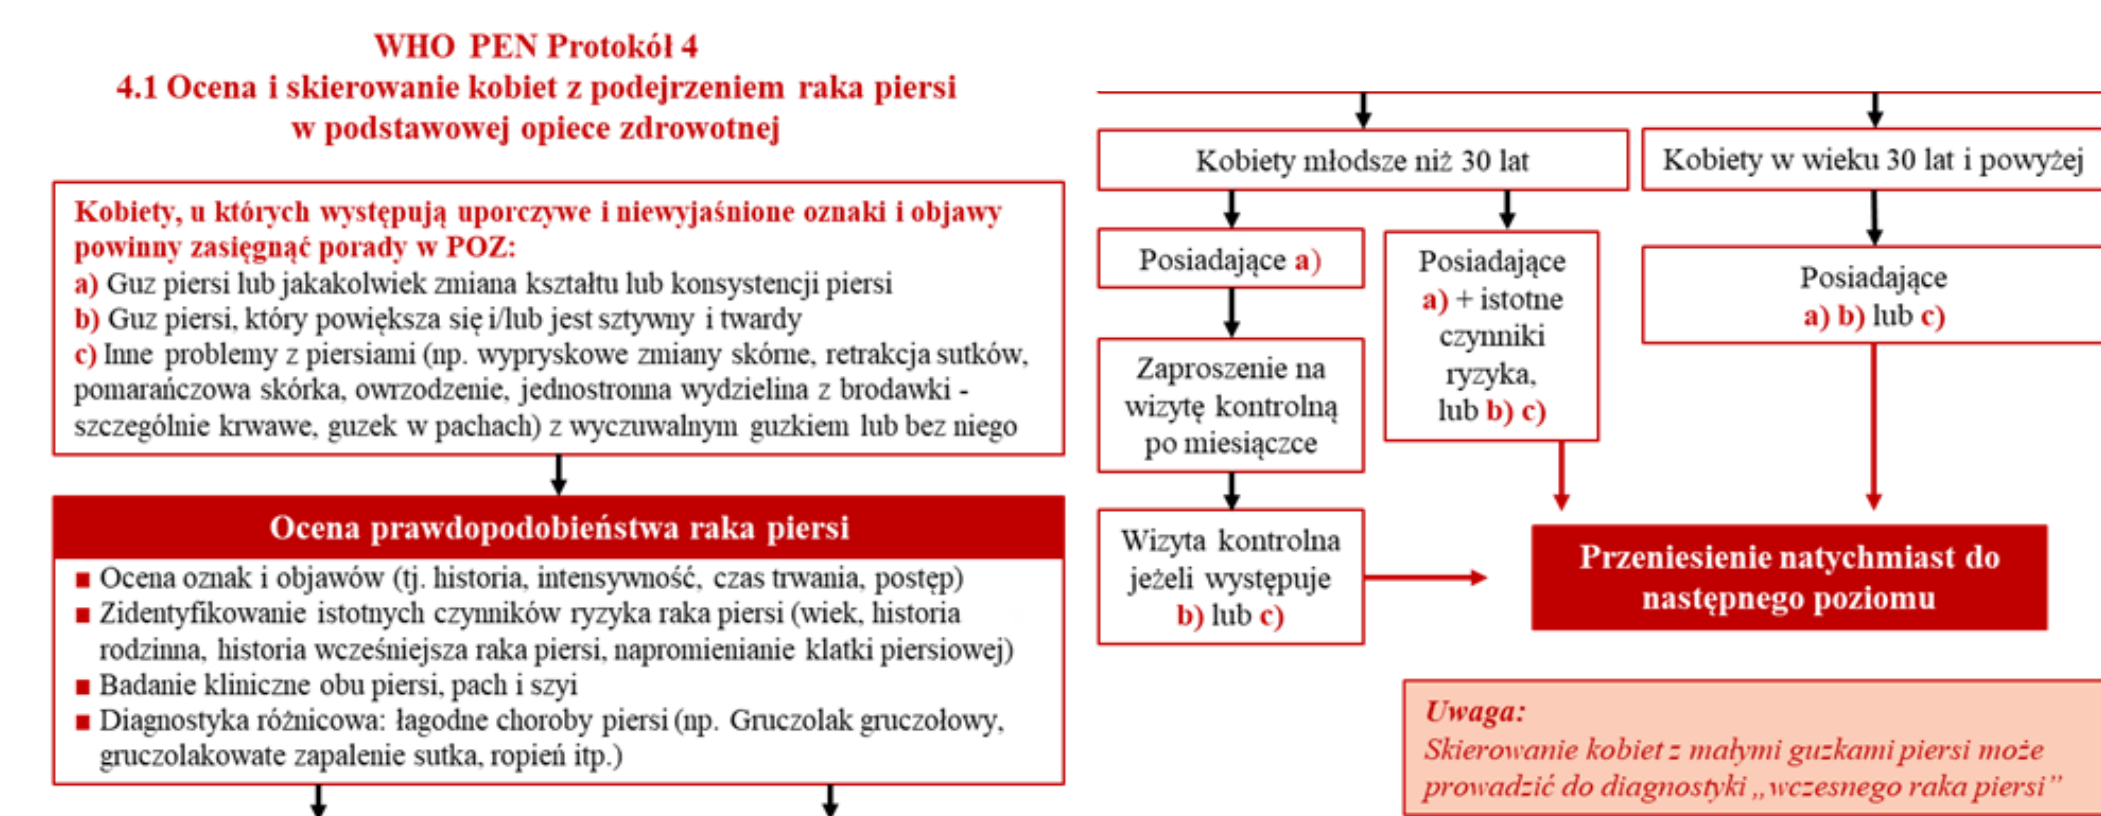 WHO PEN Protokół 4
4.1 Ocena i skierowanie kobiet z podejrzeniem raka piersi
w podstawowej opiece zdrowotnej
Kobiety, u których występują uporczywe i niewyjaśnione oznaki i objawy
powinny zasięgnąć porady w POZ:
a) Guz piersi lub jakakolwiek zmiana kształtu lub konsystencji piersi
b) Guz piersi, który powiększa się i/lub jest sztywny i twardy
c) Inne problemy z piersiami (np. wypryskowe zmiany skórne, retrakcja sutków,
pomarańczowa skórka, owrzodzenie, jednostronna wydzielina z brodawki -
szczególnie krwawe, guzek w pachach) z wyczuwalnym guzkiem lub bez niego
Ocena prawdopodobieństwa raka piersi
■ Ocena oznak i objawów (tj. historia, intensywność, czas trwania, postęp)
■ Zidentyfikowanie istotnych czynników ryzyka raka piersi (wiek, historia
rodzinna, historia wcześniejsza raka piersi, napromienianie klatki piersiowej)
■ Badanie kliniczne obu piersi, pach i szyi
■ Diagnostyka różnicowa: łagodne choroby piersi (np. Gruczolak gruczołowy,
gruczolakowate zapalenie sutka, ropień itp.)
Kobiety młodsze niż 30 lat
Posiadające a)
Zaproszenie na
wizytę kontrolną
po miesiączce
Wizyta kontrolna
jeżeli występuje
b) lub c)
Posiadające
a) + istotne
czynniki
ryzyka,
lub b) c)
Kobiety w wieku 30 lat i powyżej
Posiadające
a) b) lub c)
Przeniesienie natychmiast do
następnego poziomu
Uwaga:
Skierowanie kobiet z małymi guzkami piersi może
prowadzić do diagnostyki „wczesnego raka piersi”